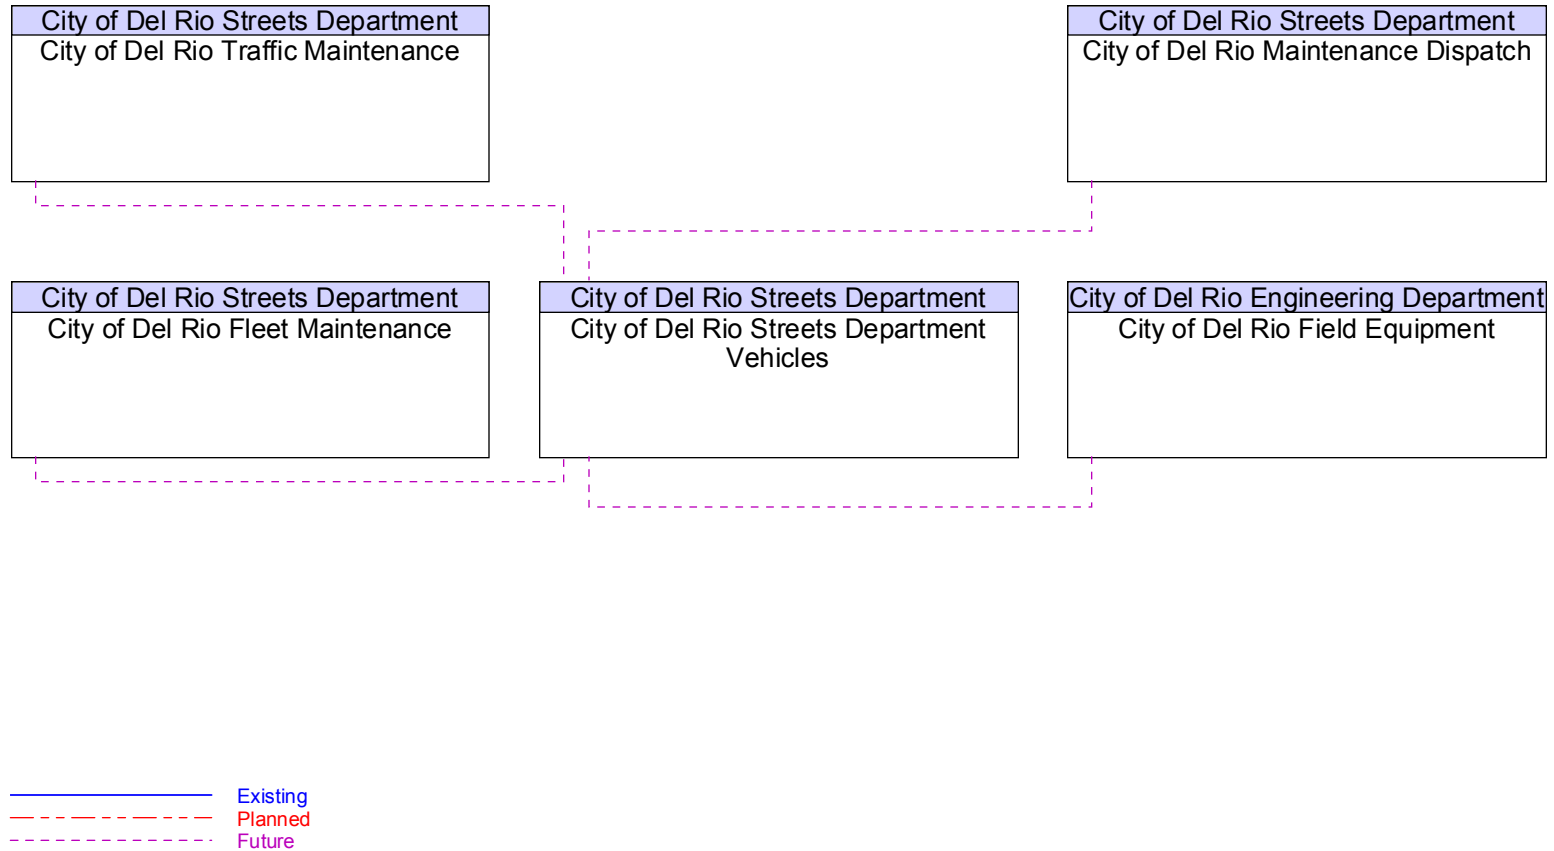 City of Del Rio Streets Department
City of Del Rio Traffic Maintenance
City of Del Rio Streets Department
City of Del Rio Maintenance Dispatch
City of Del Rio Streets Department
City of Del Rio Fleet Maintenance
City of Del Rio Streets Department
City of Del Rio Streets Department
Vehicles
City of Del Rio Engineering Department
City of Del Rio Field Equipment
Existing
Planned
Future